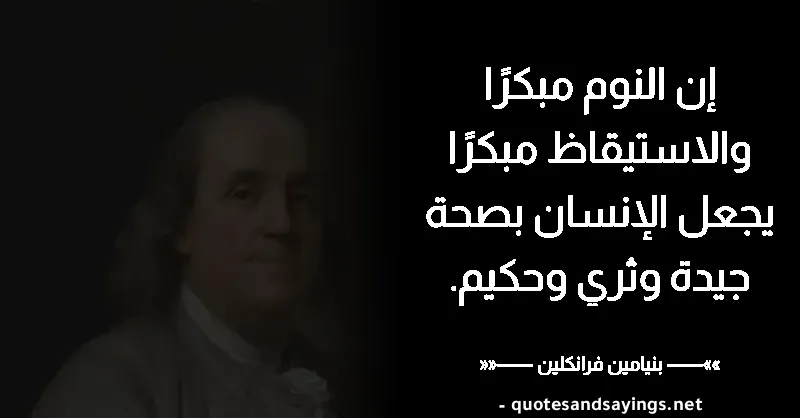 إن النوم مبكرًا
والاستيقاظ مبكرًا
يجعل الإنسان بصحة
جيدة وثري وحكيم.
»»—— بنيامين فرانكلين ——««
- quotesandsayings.net